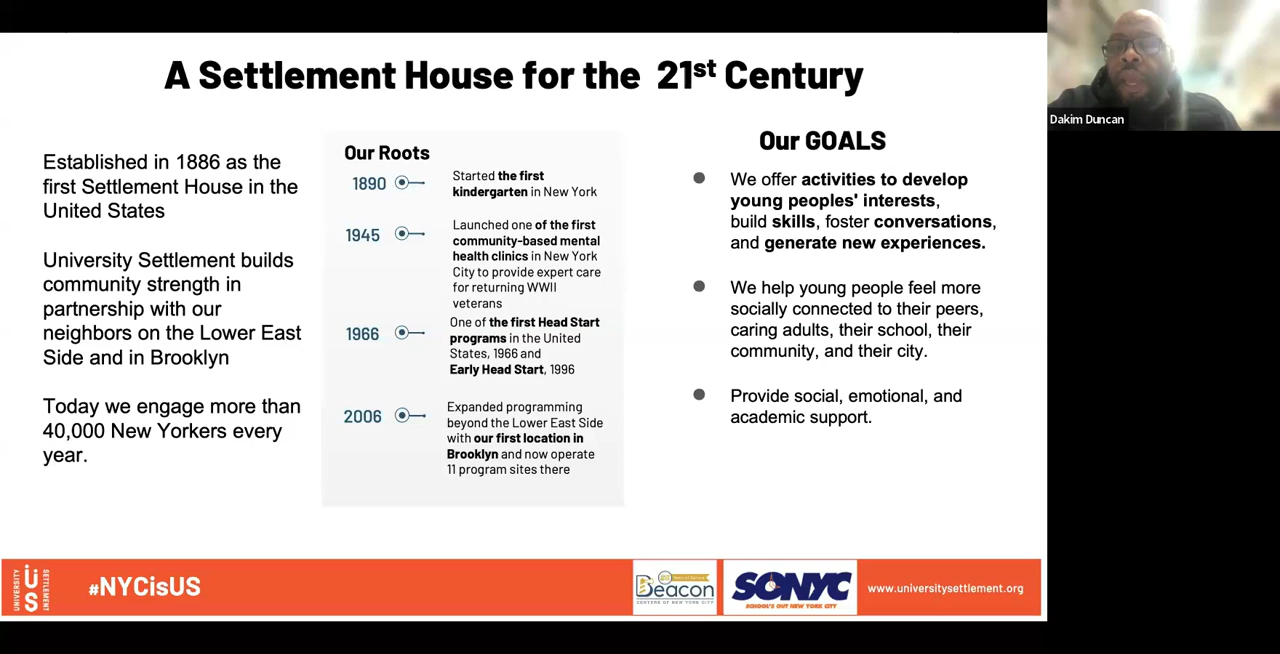 A Settlement House for the 21st Century
Dakim Duncan
Established in 1886 as the
first Settlement House in the
United States
University Settlement builds
community strength in
partnership with our
neighbors on the Lower East
Side and in Brooklyn
Today we engage more than
40,000 New Yorkers every
year.
Our Roots
1890
Started the first
kindergarten in New York
1945
Launched one of the first
community-based mental
health clinics in New York
City to provide expert care
for returning WWII
veterans
1966
One of the first Head Start
programs in the United
States, 1966 and
Early Head Start, 1996
2006
Expanded programming
beyond the Lower East Side
with our first location in
Brooklyn and now operate
11 program sites there
Our GOALS
We offer activities to develop
young peoples' interests,
build skills, foster conversations,
and generate new experiences.
We help young people feel more
socially connected to their peers,
caring adults, their school, their
community, and their city.
Provide social, emotional, and
academic support.
UNIVERSITY
US
SETTLEMENT
#NYCisUS
Beacon
CENTERS OF NEW YORK CITY
SONYC
SCHOOL'S OUT NEW YORK CITY
www.universitysettlement.org